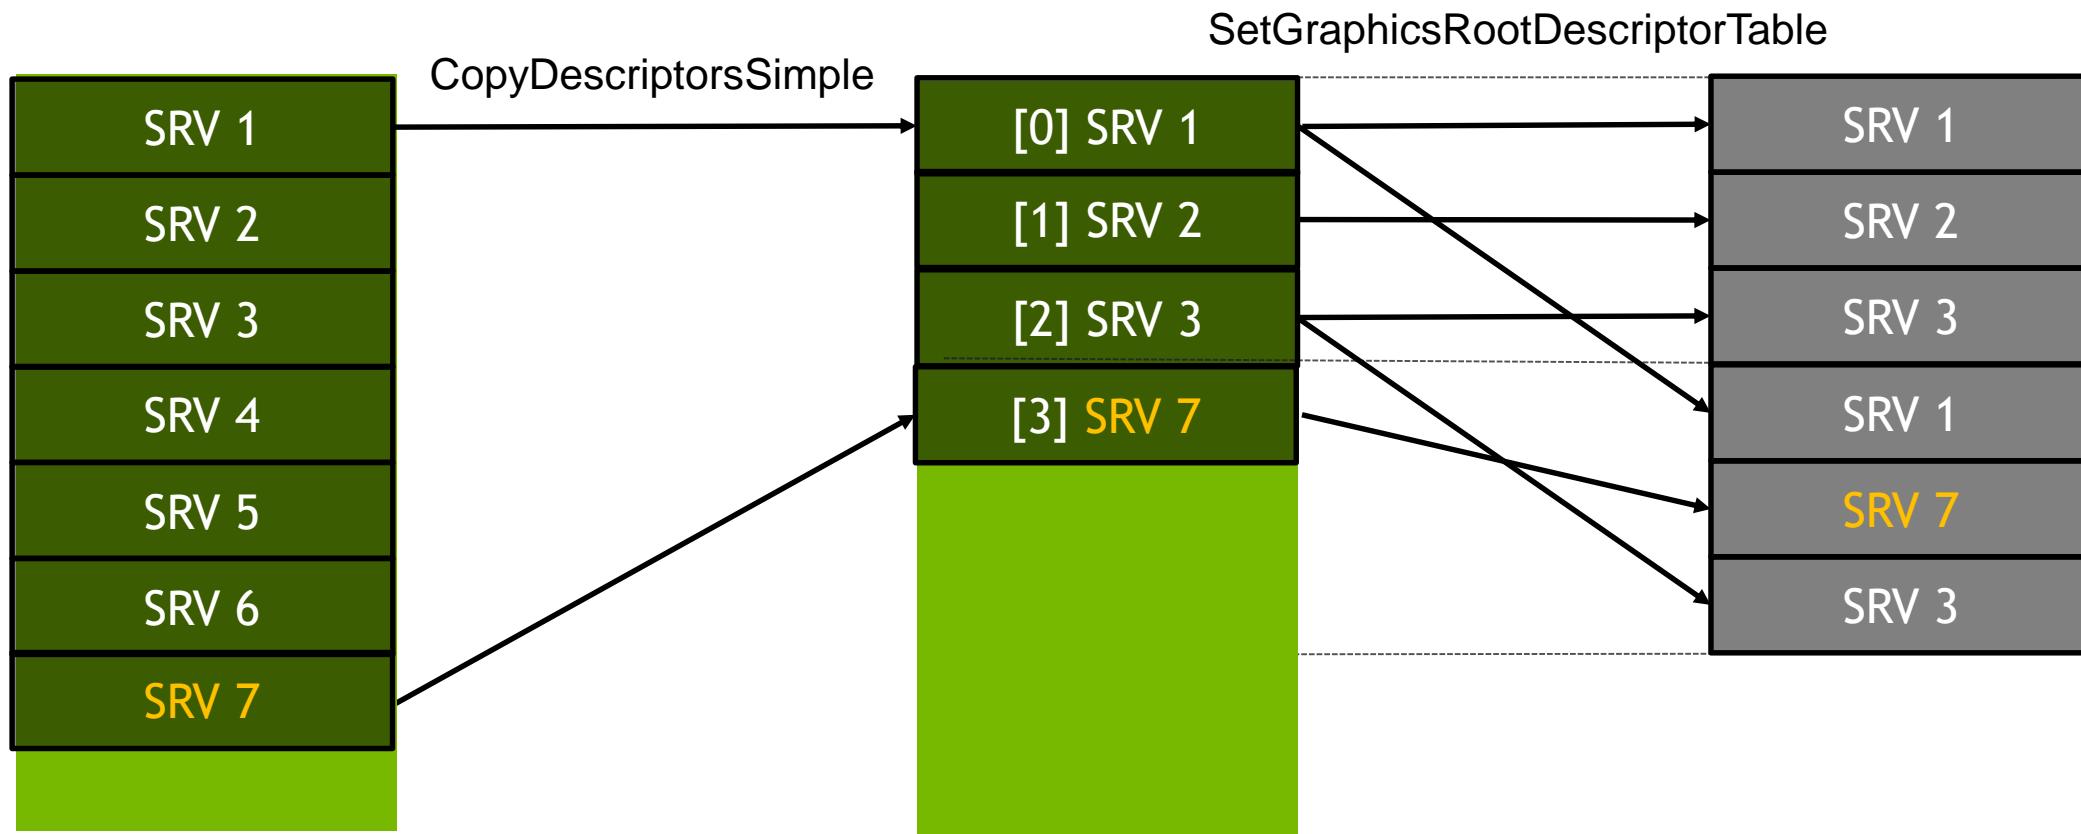 SetGraphicsRootDescriptorTable
CopyDescriptorsSimple
SRV 1
SRV 2
SRV 3
SRV 4
SRV 5
SRV 6
SRV 7
[0] SRV 1
[1] SRV 2
[2] SRV 3
[3] SRV 7
SRV 1
SRV 2
SRV 3
SRV 1
SRV 7
SRV 3